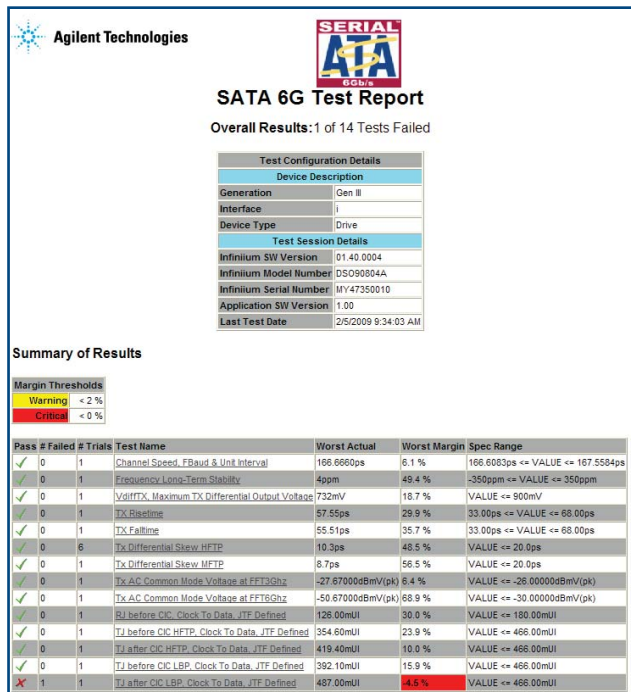 Agilent Technologies
SERIAL
ATA
6Gb/s
SATA 6G Test Report
Overall Results:1 of 14 Tests Failed
Test Configuration Details
Device Description
Generation Gen III
Interface i
Device Type Drive
Test Session Details
Infiniium SW Version 01.40.0004
Infiniium Model Number DSO90804A
Infiniium Serial Number MY47350010
Application SW Version 1.00
Last Test Date 2/5/2009 9:34:03 AM
Summary of Results
Margin Thresholds
Warning < 2 %
Critical < 0 %
Pass # Failed # Trials Test Name Worst Actual Worst Margin Spec Range
✓ 0 1 Channel Speed, FBaud & Unit Interval 166.6660ps 6.1 % 166.6083ps <= VALUE <= 167.5584ps
✓ 0 1 Frequency Long-Term Stability 4ppm 49.4 % -350ppm <= VALUE <= 350ppm
✓ 0 1 VdiffTX, Maximum TX Differential Output Voltage 732mV 18.7 % VALUE <= 900mV
✓ 0 1 TX Risetime 57.55ps 29.9 % 33.00ps <= VALUE <= 68.00ps
✓ 0 1 TX Falltime 55.51ps 35.7 % 33.00ps <= VALUE <= 68.00ps
✓ 0 6 Tx Differential Skew HFTP 10.3ps 48.5 % VALUE <= 20.0ps
✓ 0 1 Tx Differential Skew MFTP 8.7ps 56.5 % VALUE <= 20.0ps
✓ 0 1 Tx AC Common Mode Voltage at FFT3Ghz -27.67000dBmV(pk) 6.4 % VALUE <= -26.00000dBmV(pk)
✓ 0 1 Tx AC Common Mode Voltage at FFT6Ghz -50.67000dBmV(pk) 68.9 % VALUE <= -30.00000dBmV(pk)
✓ 0 1 RJ before CIC, Clock To Data, JTF Defined 126.00mUI 30.0 % VALUE <= 180.00mUI
✓ 0 1 TJ before CIC HFTP, Clock To Data, JTF Defined 354.60mUI 23.9 % VALUE <= 466.00mUI
✓ 0 1 TJ after CIC HFTP, Clock To Data, JTF Defined 419.40mUI 10.0 % VALUE <= 466.00mUI
✓ 0 1 TJ before CIC LBP, Clock To Data, JTF Defined 392.10mUI 15.9 % VALUE <= 466.00mUI
✗ 1 1 TJ after CIC LBP, Clock To Data, JTF Defined 487.00mUI -4.5 % VALUE <= 466.00mUI